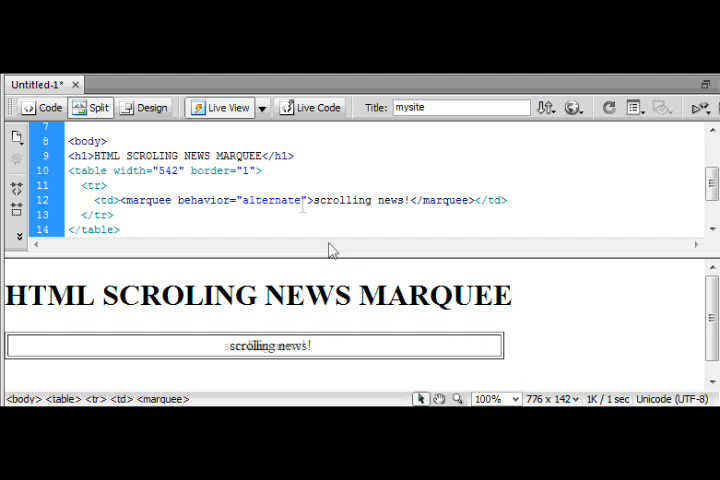 Untitled-1* ×
Code Split Design Live View Live Code Title: mysite
7
8 <body>
9 <h1>HTML SCROLING NEWS MARQUEE</h1>
10 <table width="542" border="1">
11 <tr>
12 <td><marquee behavior="alternate">scrolling news!</marquee></td>
13 </tr>
14 </table>
HTML SCROLING NEWS MARQUEE
scrolling news!
<body> <table> <tr> <td> <marquee> 100% 776 x 142 1K / 1 sec Unicode (UTF-8)